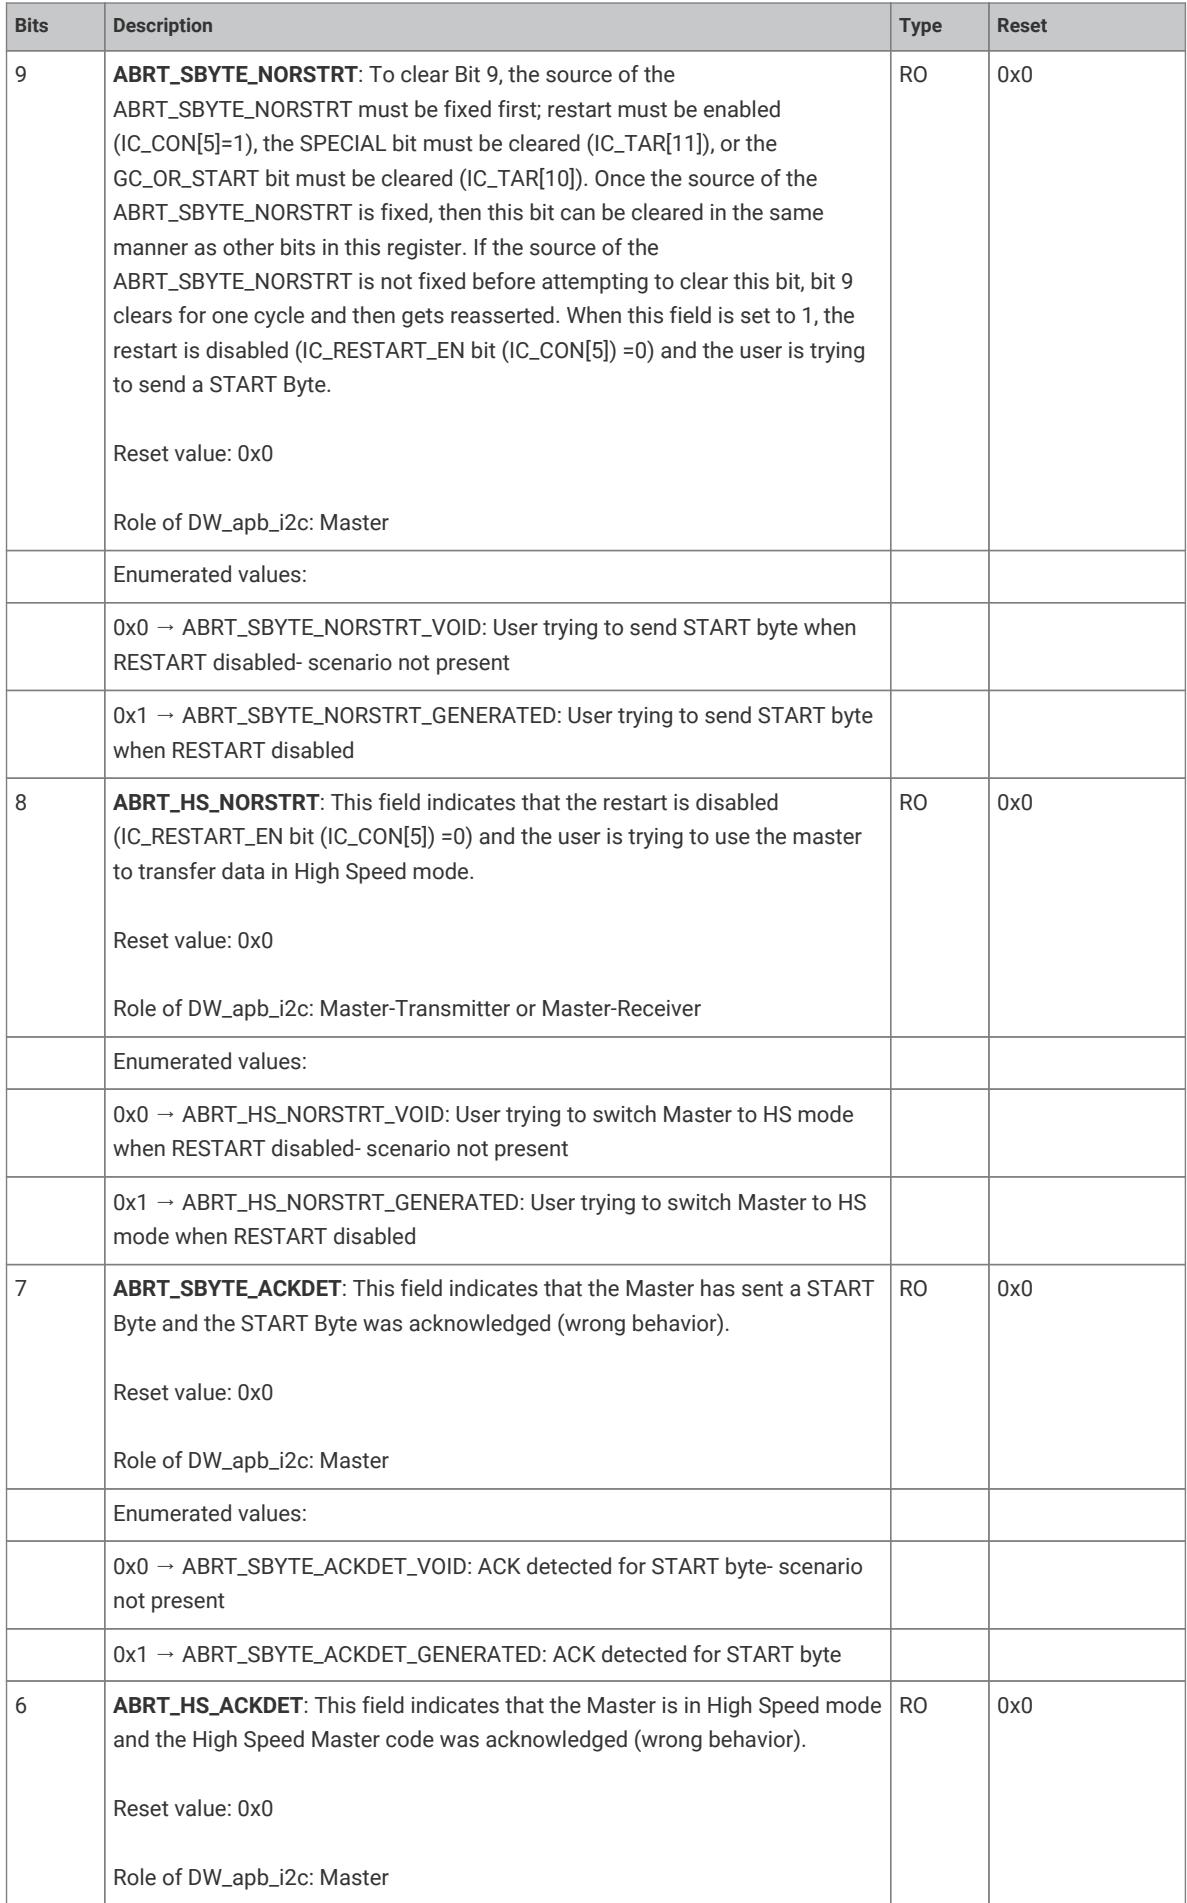 Bits Description Type Reset
9 ABRT_SBYTE_NORSTRT: To clear Bit 9, the source of the RO 0x0
ABRT_SBYTE_NORSTRT must be fixed first; restart must be enabled
(IC_CON[5]=1), the SPECIAL bit must be cleared (IC_TAR[11]), or the
GC_OR_START bit must be cleared (IC_TAR[10]). Once the source of the
ABRT_SBYTE_NORSTRT is fixed, then this bit can be cleared in the same
manner as other bits in this register. If the source of the
ABRT_SBYTE_NORSTRT is not fixed before attempting to clear this bit, bit 9
clears for one cycle and then gets reasserted. When this field is set to 1, the
restart is disabled (IC_RESTART_EN bit (IC_CON[5]) =0) and the user is trying
to send a START Byte.
Reset value: 0x0
Role of DW_apb_i2c: Master
Enumerated values:
0x0 → ABRT_SBYTE_NORSTRT_VOID: User trying to send START byte when
RESTART disabled- scenario not present
0x1 → ABRT_SBYTE_NORSTRT_GENERATED: User trying to send START byte
when RESTART disabled
8 ABRT_HS_NORSTRT: This field indicates that the restart is disabled RO 0x0
(IC_RESTART_EN bit (IC_CON[5]) =0) and the user is trying to use the master
to transfer data in High Speed mode.
Reset value: 0x0
Role of DW_apb_i2c: Master-Transmitter or Master-Receiver
Enumerated values:
0x0 → ABRT_HS_NORSTRT_VOID: User trying to switch Master to HS mode
when RESTART disabled- scenario not present
0x1 → ABRT_HS_NORSTRT_GENERATED: User trying to switch Master to HS
mode when RESTART disabled
7 ABRT_SBYTE_ACKDET: This field indicates that the Master has sent a START RO 0x0
Byte and the START Byte was acknowledged (wrong behavior).
Reset value: 0x0
Role of DW_apb_i2c: Master
Enumerated values:
0x0 → ABRT_SBYTE_ACKDET_VOID: ACK detected for START byte- scenario
not present
0x1 → ABRT_SBYTE_ACKDET_GENERATED: ACK detected for START byte
6 ABRT_HS_ACKDET: This field indicates that the Master is in High Speed mode RO 0x0
and the High Speed Master code was acknowledged (wrong behavior).
Reset value: 0x0
Role of DW_apb_i2c: Master